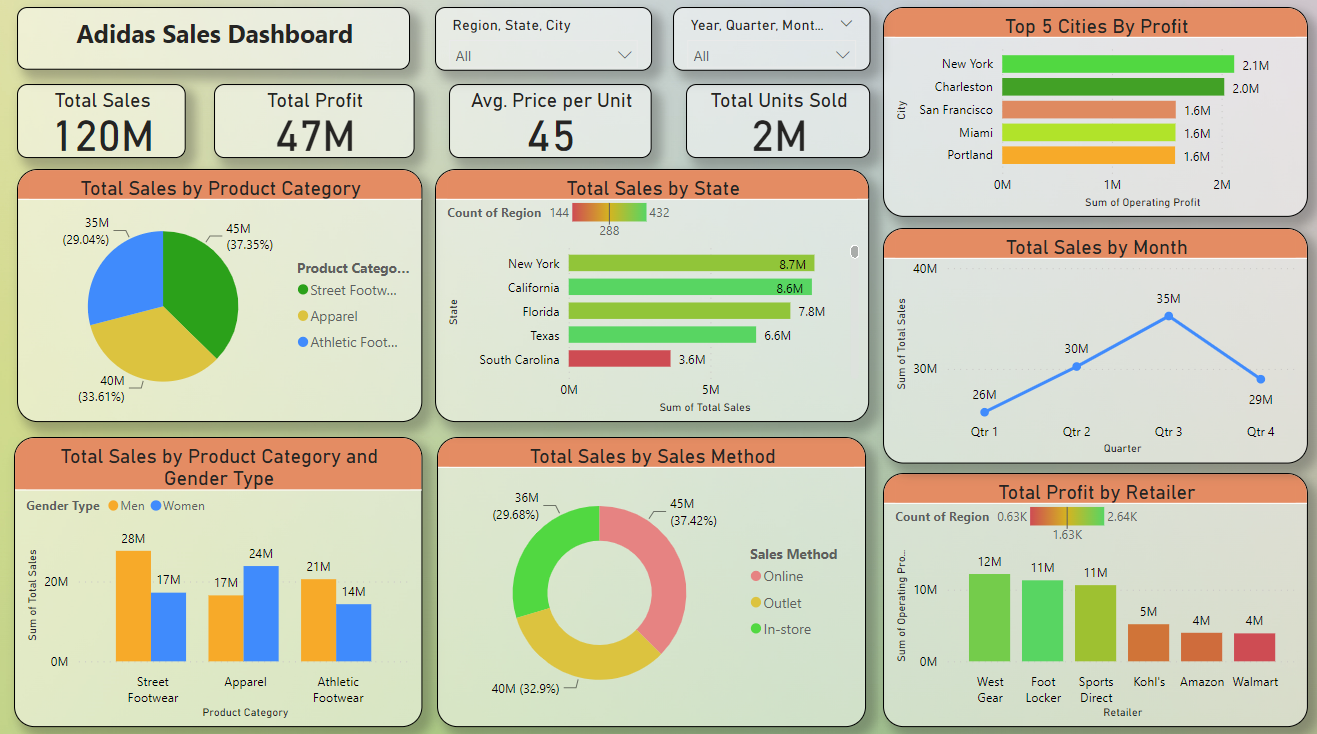 Adidas Sales Dashboard
Region, State, City
All
Year, Quarter, Mont...
All
Total Sales
120M
Total Profit
47M
Avg. Price per Unit
45
Total Units Sold
2M
Top 5 Cities By Profit
City
New York
2.1M
Charleston
2.0M
San Francisco
1.6M
Miami
1.6M
Portland
1.6M
0M
1M
2M
Sum of Operating Profit
Total Sales by Product Category
35M
(29.04%)
45M
(37.35%)
40M
(33.61%)
Product Catego...
Street Footw...
Apparel
Athletic Foot...
Total Sales by State
Count of Region
144
432
288
State
New York
8.7M
California
8.6M
Florida
7.8M
Texas
6.6M
South Carolina
3.6M
0M
5M
Sum of Total Sales
Total Sales by Month
Sum of Total Sales
40M
30M
26M
30M
35M
29M
Qtr 1
Qtr 2
Qtr 3
Qtr 4
Quarter
Total Sales by Product Category and
Gender Type
Gender Type
Men
Women
Sum of Total Sales
20M
0M
28M
17M
17M
24M
21M
14M
Street
Footwear
Apparel
Athletic
Footwear
Product Category
Total Sales by Sales Method
36M
(29.68%)
45M
(37.42%)
40M (32.9%)
Sales Method
Online
Outlet
In-store
Total Profit by Retailer
Count of Region
0.63K
2.64K
1.63K
Sum of Operating Pro...
10M
0M
12M
11M
11M
5M
4M
4M
West
Gear
Foot
Locker
Sports
Direct
Kohl's
Amazon
Walmart
Retailer